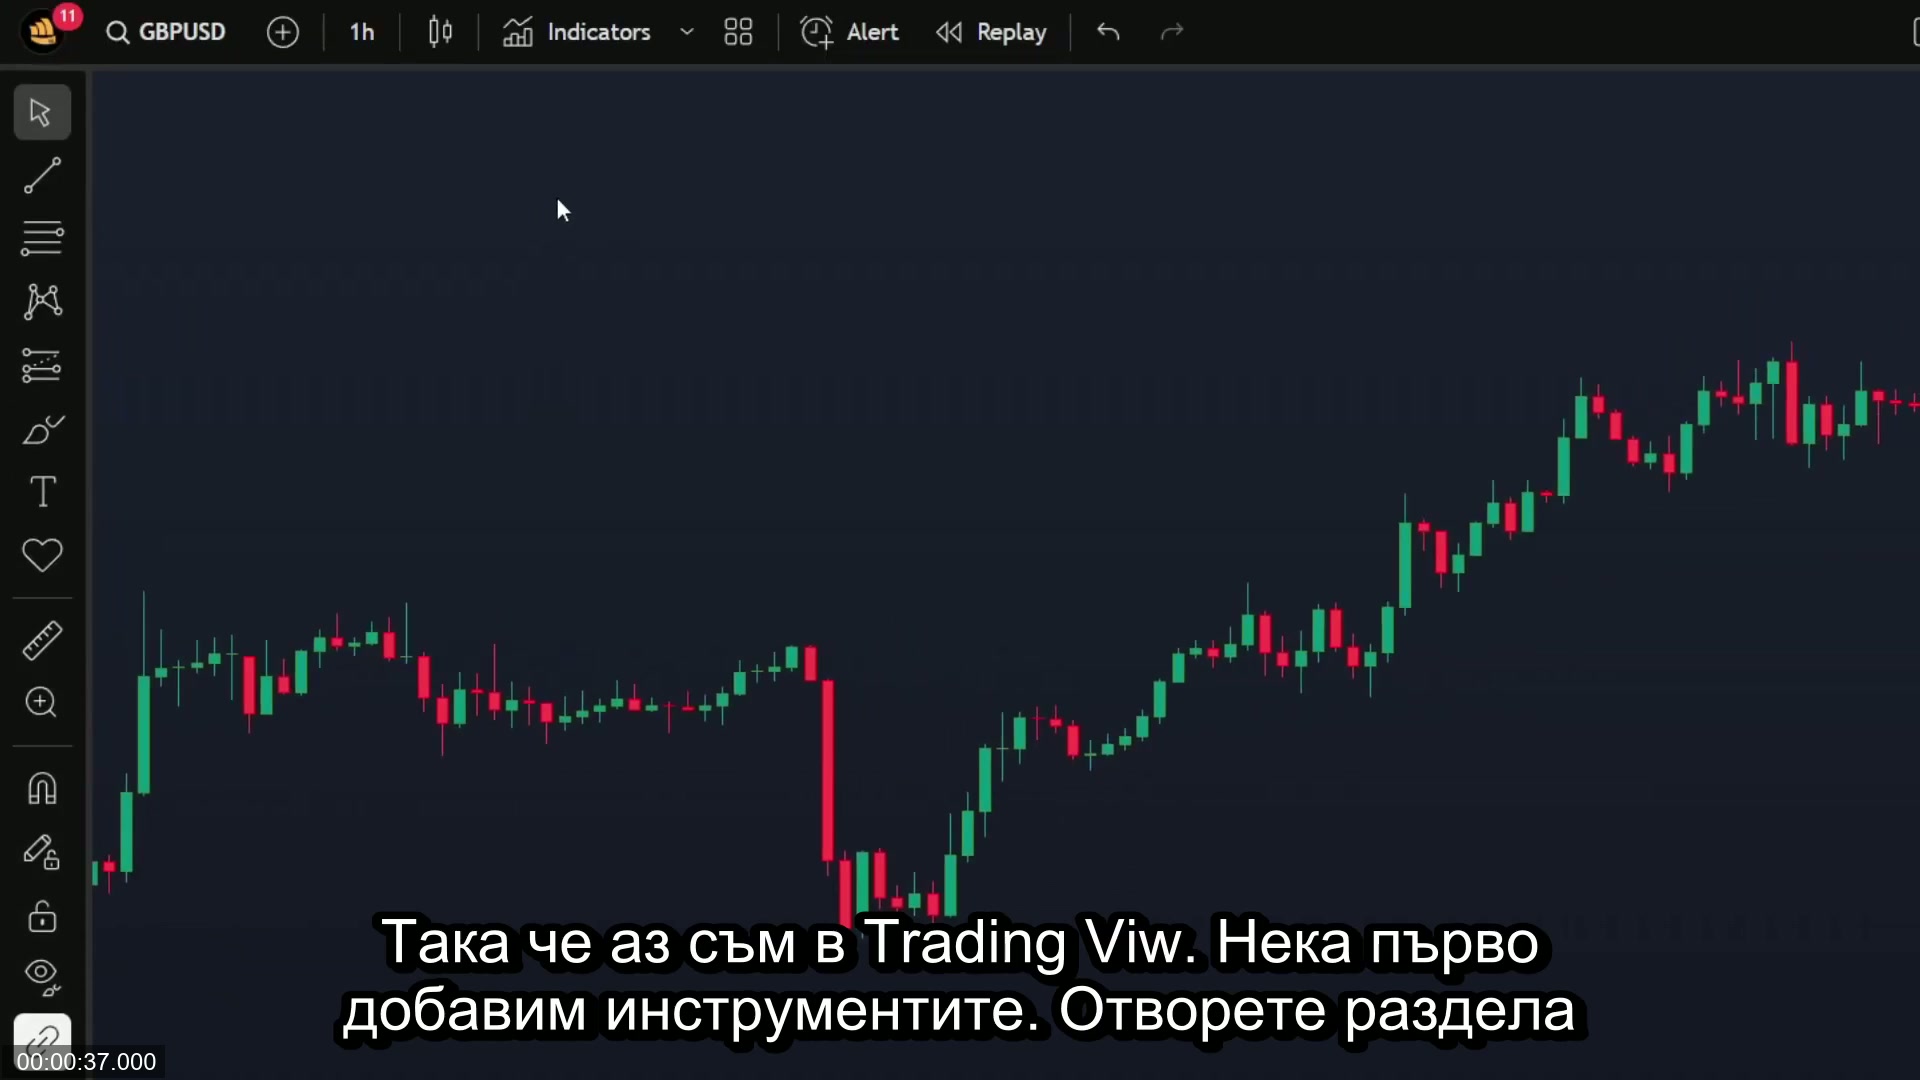 11
GBPUSD
1h
Indicators
Alert
Replay
Така че аз съм в Trading Viw. Нека първо
добавим инструментите. Отворете раздела
00:00:37.000